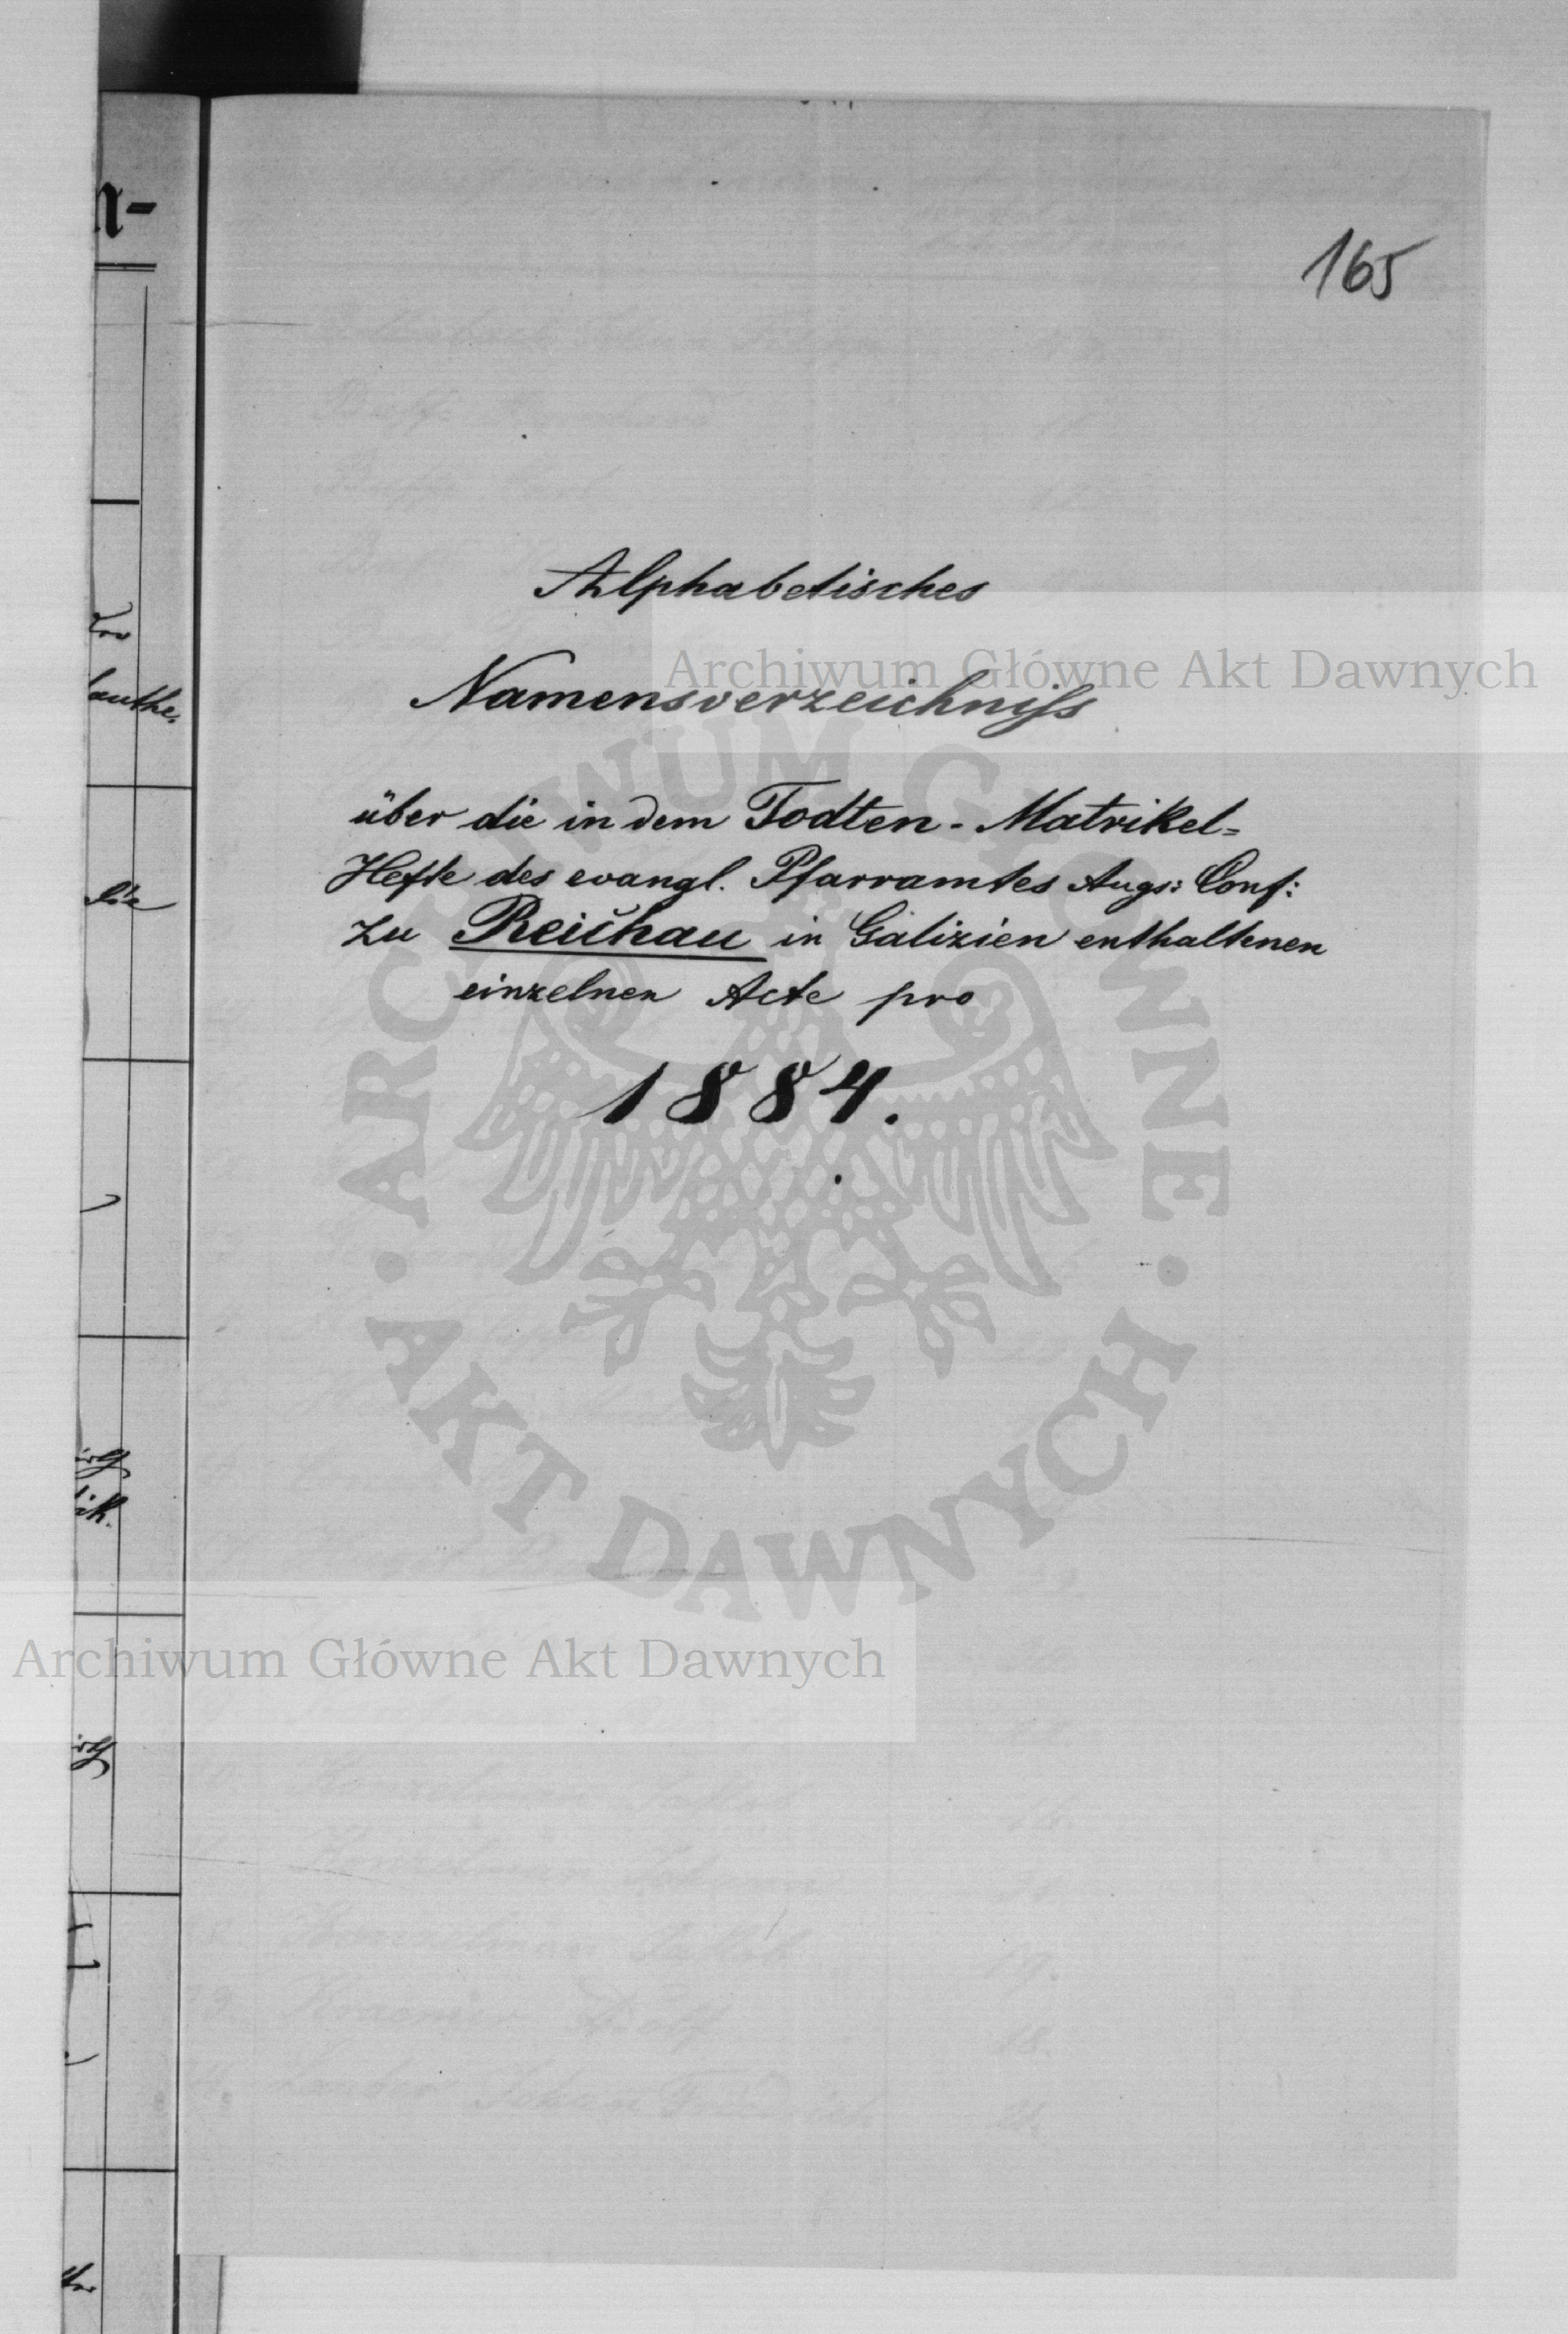 165
Alphabetisches
Archiwum Główne Akt Dawnych
Namensverzeichniss
über die in dem Todten-Matrikel-
Hefte des evangl. Pfarramtes Augs: Conf:
zu Reichau in Galizien enthaltenen
einzelnen Acte pro
1884.
ARCHIWUM GŁÓWNE · AKT DAWNYCH ·
Archiwum Główne Akt Dawnych